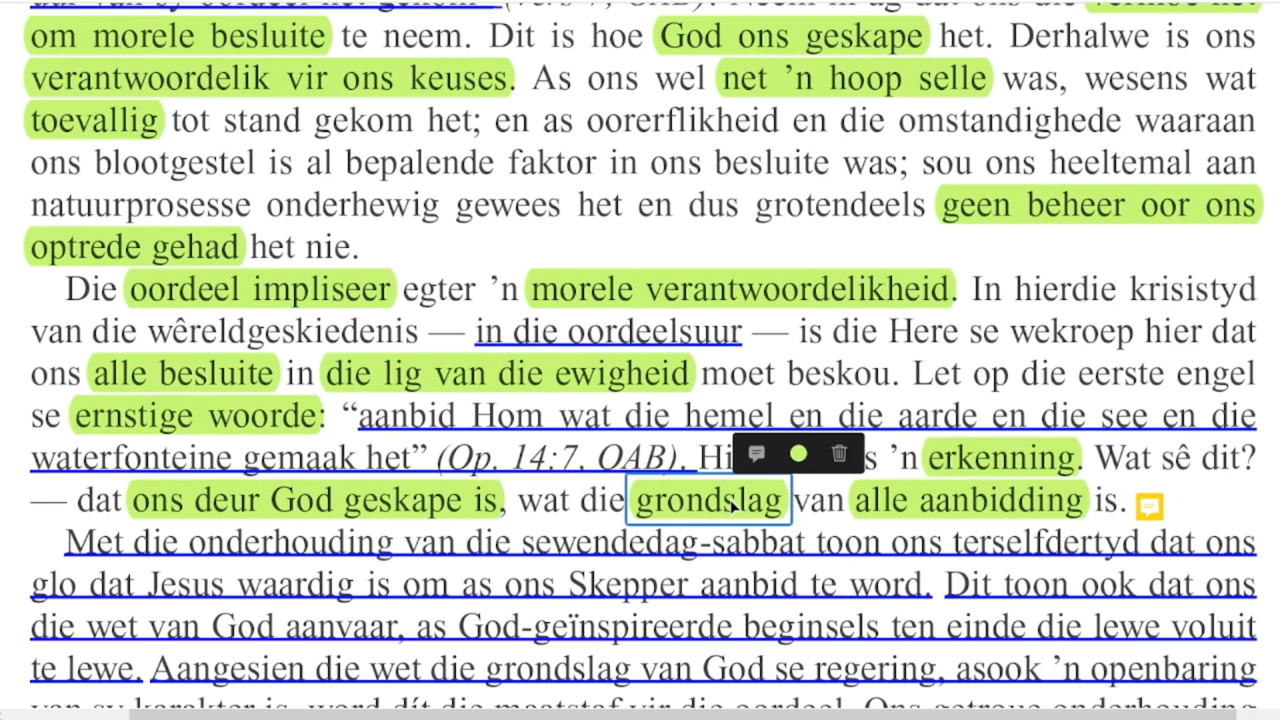 om morele besluite te neem. Dit is hoe God ons geskape het. Derhalwe is ons
verantwoordelik vir ons keuses. As ons wel net ’n hoop selle was, wesens wat
toevallig tot stand gekom het; en as oorerflikheid en die omstandighede waaraan
ons blootgestel is al bepalende faktor in ons besluite was; sou ons heeltemal aan
natuurprosesse onderhewig gewees het en dus grotendeels geen beheer oor ons
optrede gehad het nie.
Die oordeel impliseer egter ’n morele verantwoordelikheid. In hierdie krisistyd
van die wêreldgeskiedenis — in die oordeelsuur — is die Here se wekroep hier dat
ons alle besluite in die lig van die ewigheid moet beskou. Let op die eerste engel
se ernstige woorde: “aanbid Hom wat die hemel en die aarde en die see en die
waterfonteine gemaak het” (Op. 14:7, OAB). Hi s ’n erkenning. Wat sê dit?
— dat ons deur God geskape is, wat die grondslag van alle aanbidding is.
Met die onderhouding van die sewendedag-sabbat toon ons terselfdertyd dat ons
glo dat Jesus waardig is om as ons Skepper aanbid te word. Dit toon ook dat ons
die wet van God aanvaar, as God-geïnspireerde beginsels ten einde die lewe voluit
te lewe. Aangesien die wet die grondslag van God se regering, asook ’n openbaring